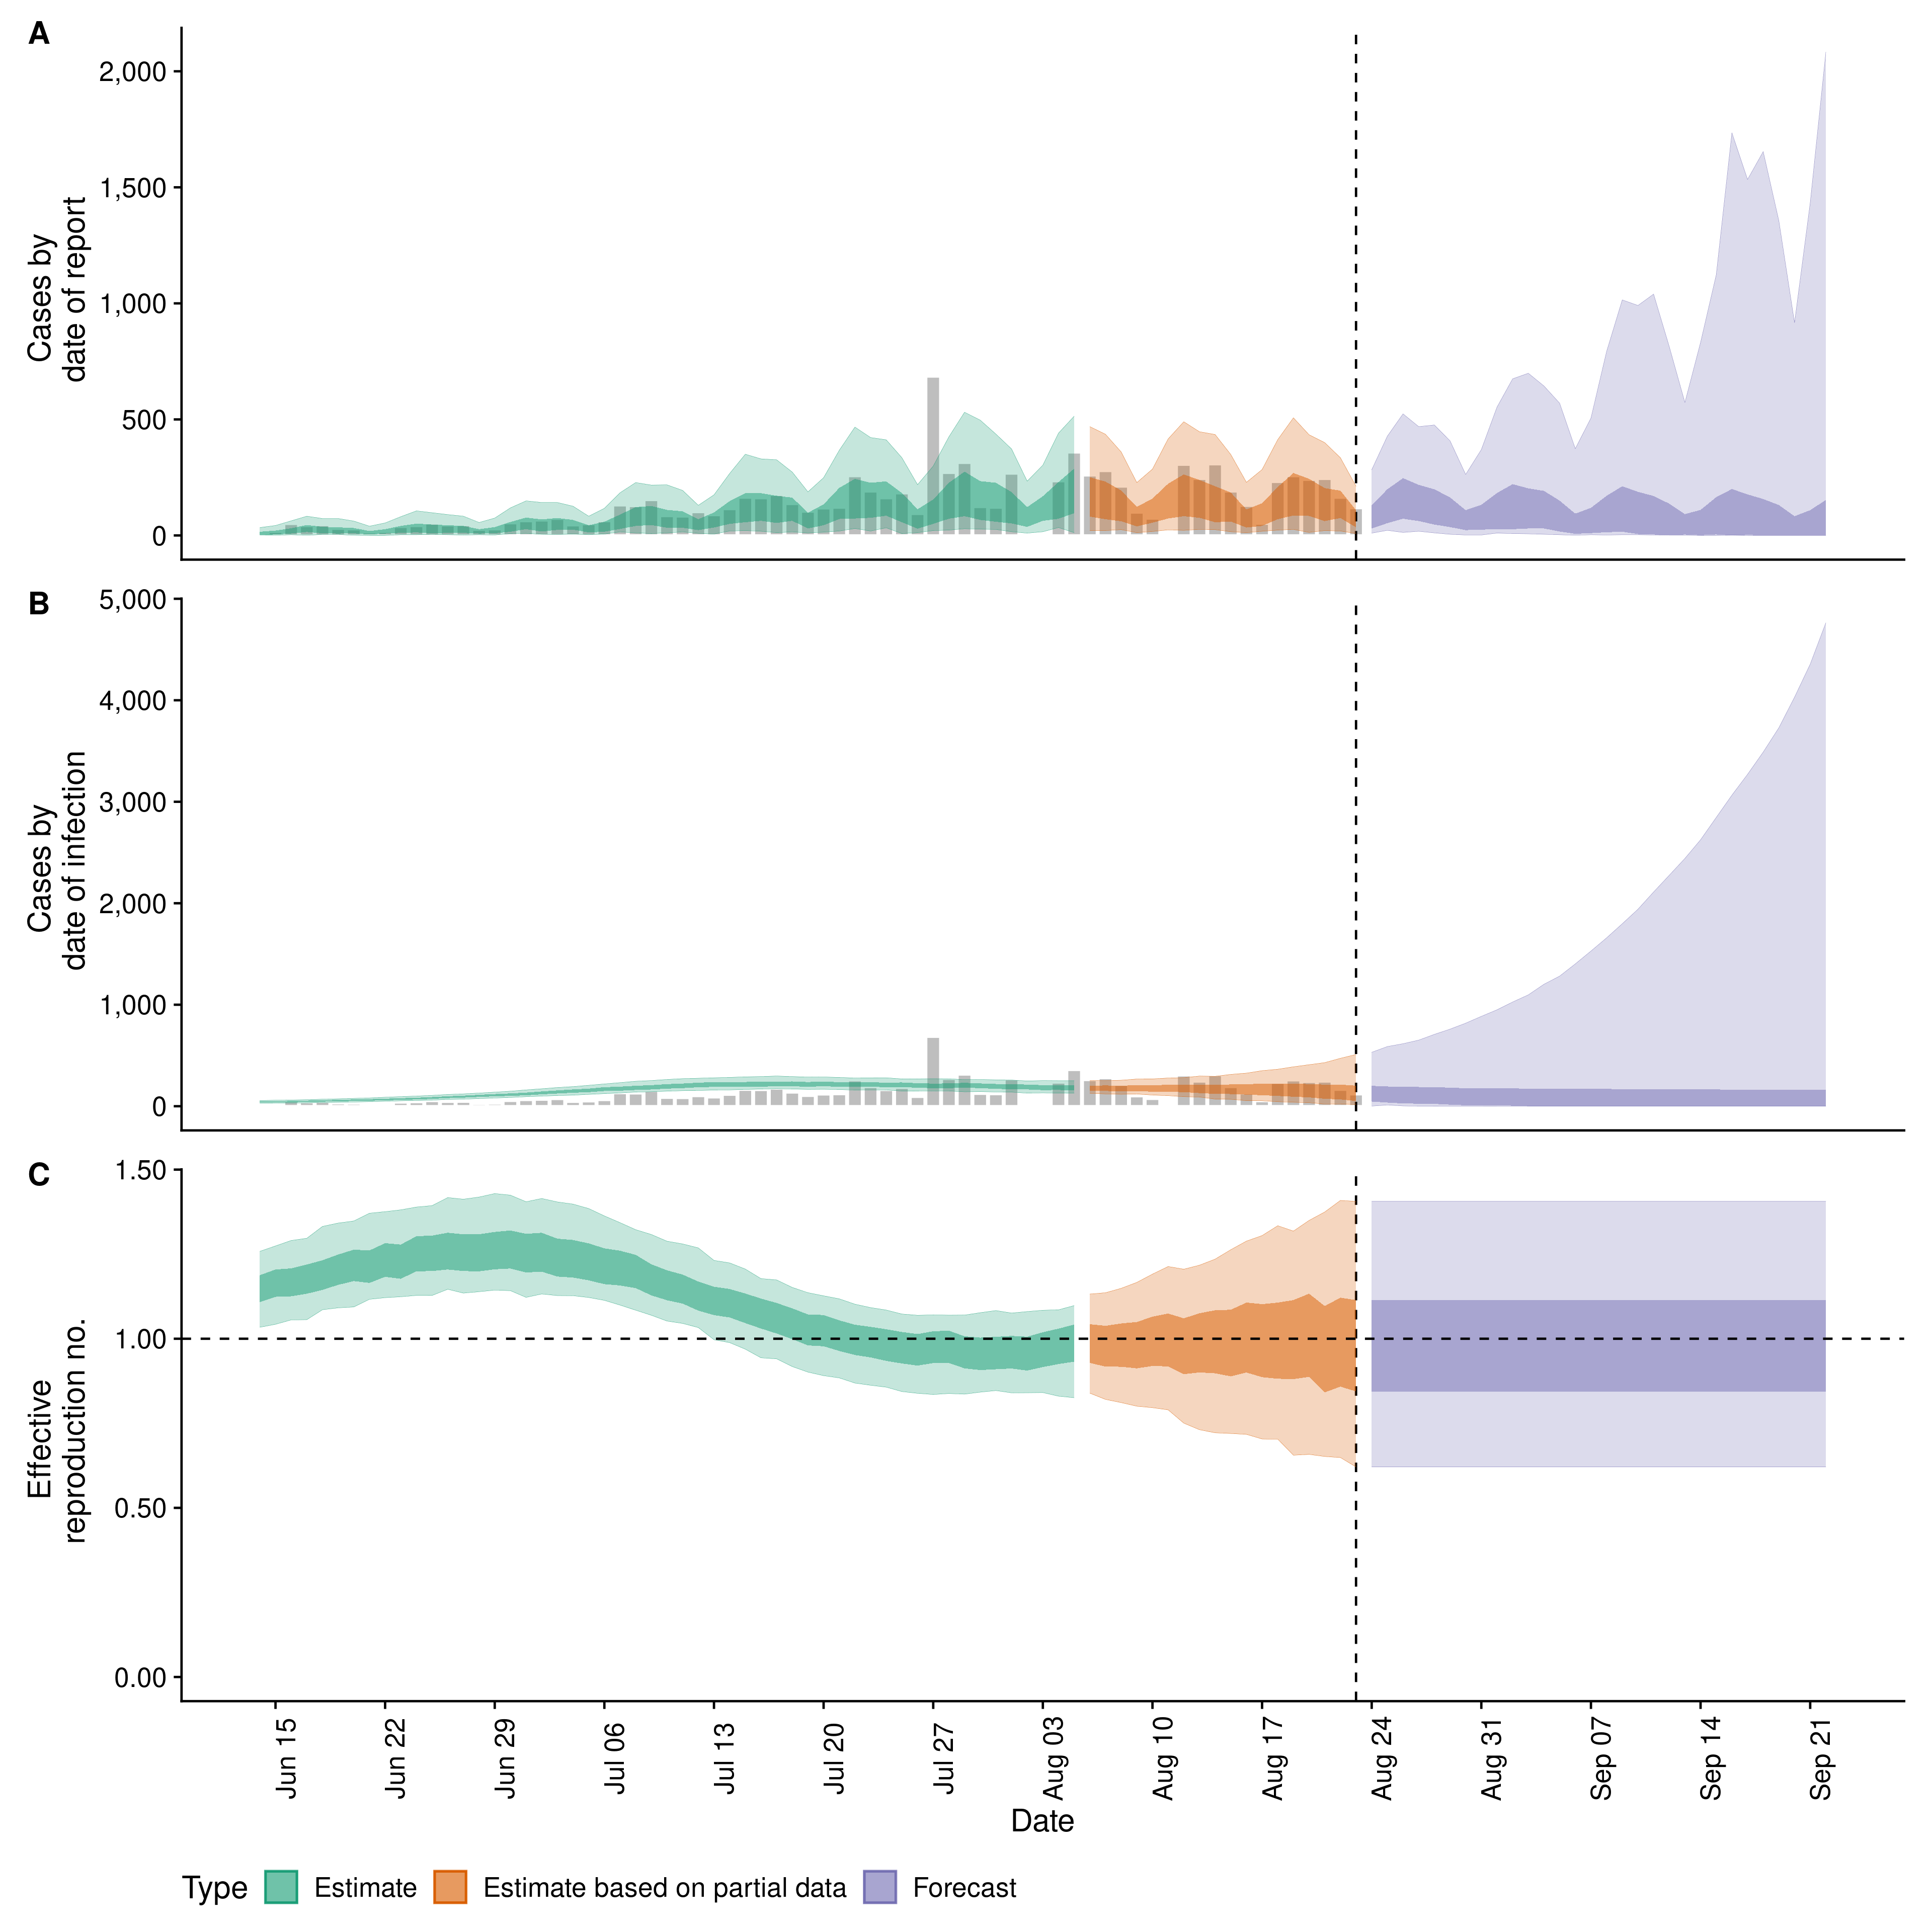 A
2,000
1,500
1,000
500
0
Cases by
date of report
B
5,000
4,000
3,000
2,000
1,000
0
Cases by
date of infection
C
1.50
1.00
0.50
0.00
Effective
reproduction no.
Jun 15
Jun 22
Jun 29
Jul 06
Jul 13
Jul 20
Jul 27
Aug 03
Aug 10
Aug 17
Aug 24
Aug 31
Sep 07
Sep 14
Sep 21
Date
Type Estimate Estimate based on partial data Forecast